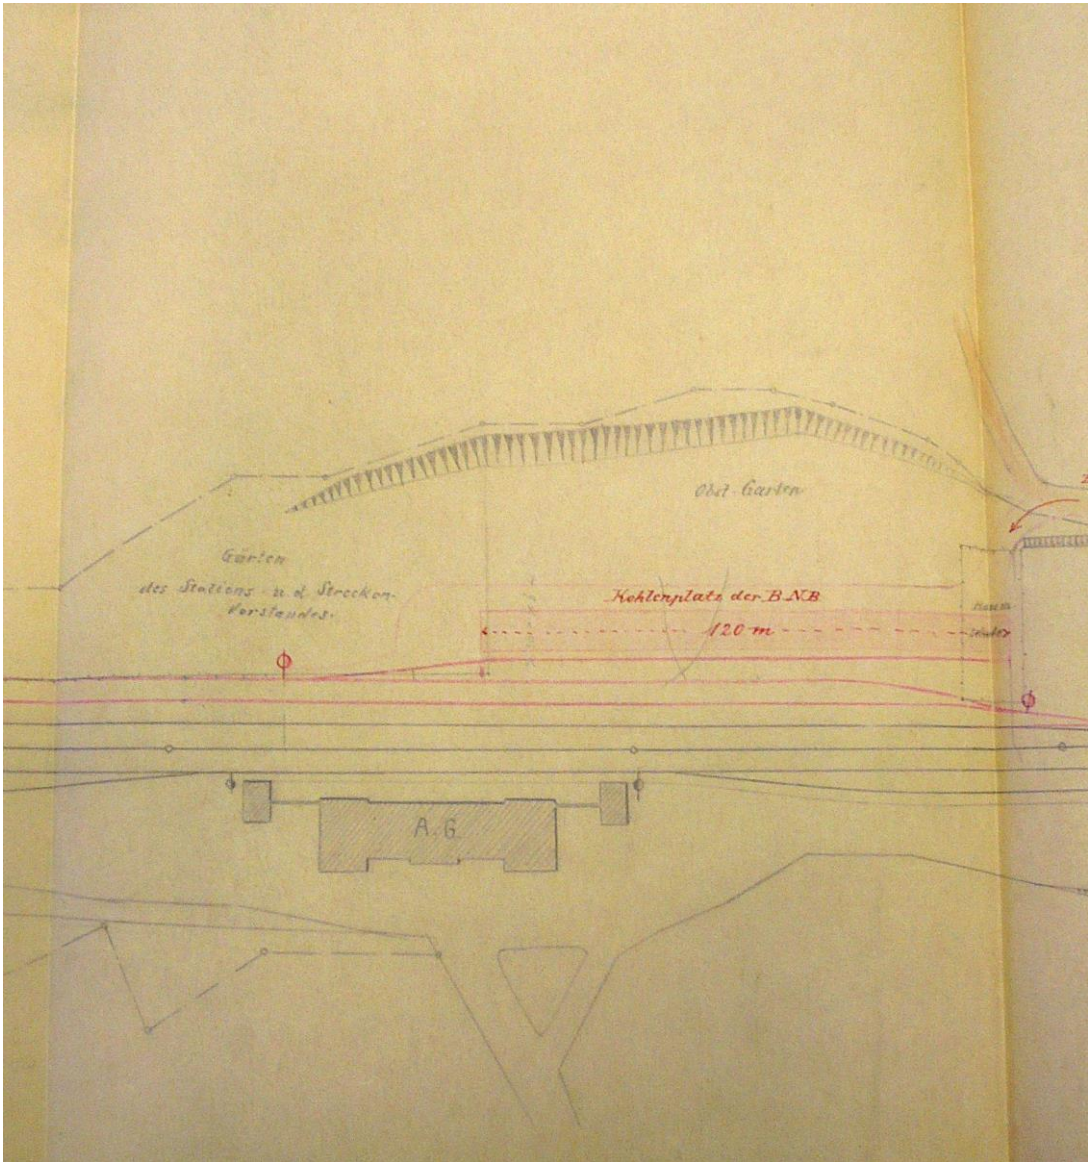 Obst-Garten
Gärten
des Stations- u d Strecken-
Vorstandes.
Kohlenplatz der B.N.B.
120 m
A.G.